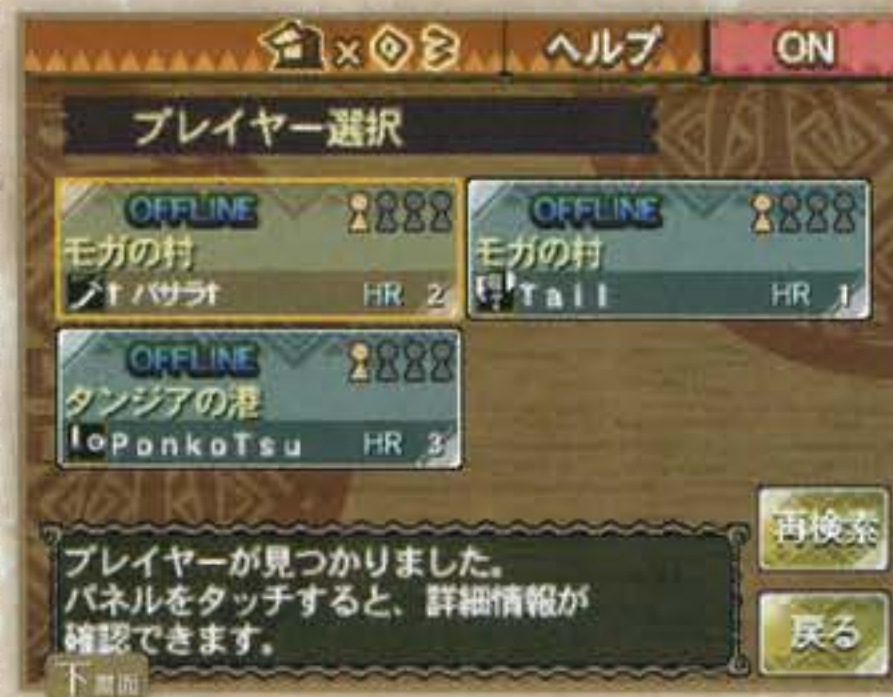 × ヘルプ ON
プレイヤー選択
OFFLINE
モガの村
† バサラ† HR 2
OFFLINE
モガの村
Tail HR 1
OFFLINE
タンジアの港
PonkoTsu HR 3
再検索
プレイヤーが見つかりました。
パネルをタッチすると、詳細情報が
確認できます。
戻る
下画面